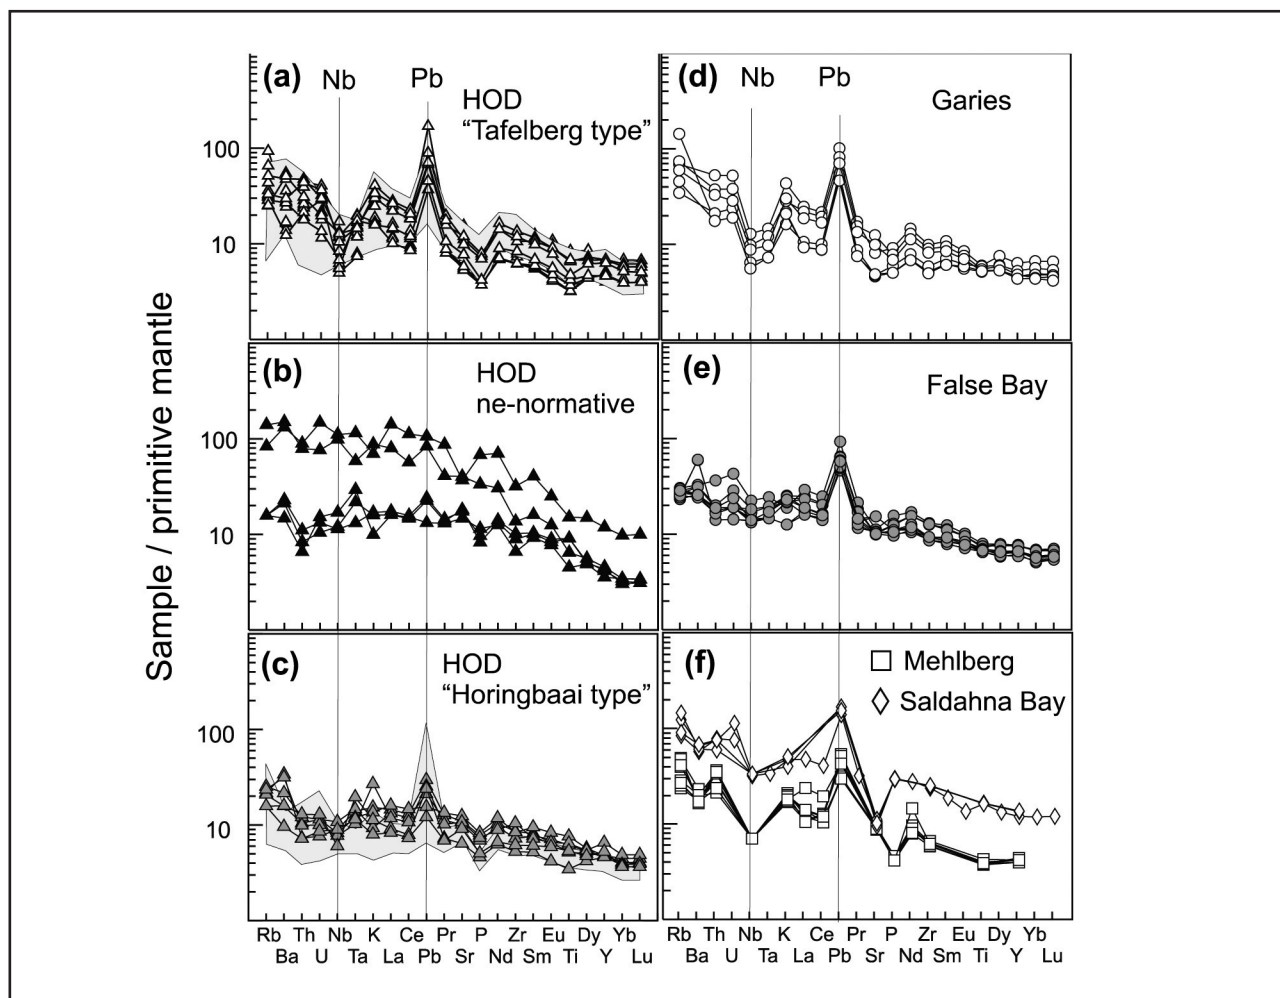 (a)
Nb
Pb
HOD
“Tafelberg type”
100
10
(d)
Nb
Pb
Garies
(b)
HOD
ne-normative
100
10
(e)
False Bay
Sample / primitive mantle
(c)
HOD
“Horingbaai type”
100
10
(f)
Mehlberg
Saldahna Bay
Rb Th Nb K Ce Pr P Zr Eu Dy Yb
Ba U Ta La Pb Sr Nd Sm Ti Y Lu
Rb Th Nb K Ce Pr P Zr Eu Dy Yb
Ba U Ta La Pb Sr Nd Sm Ti Y Lu